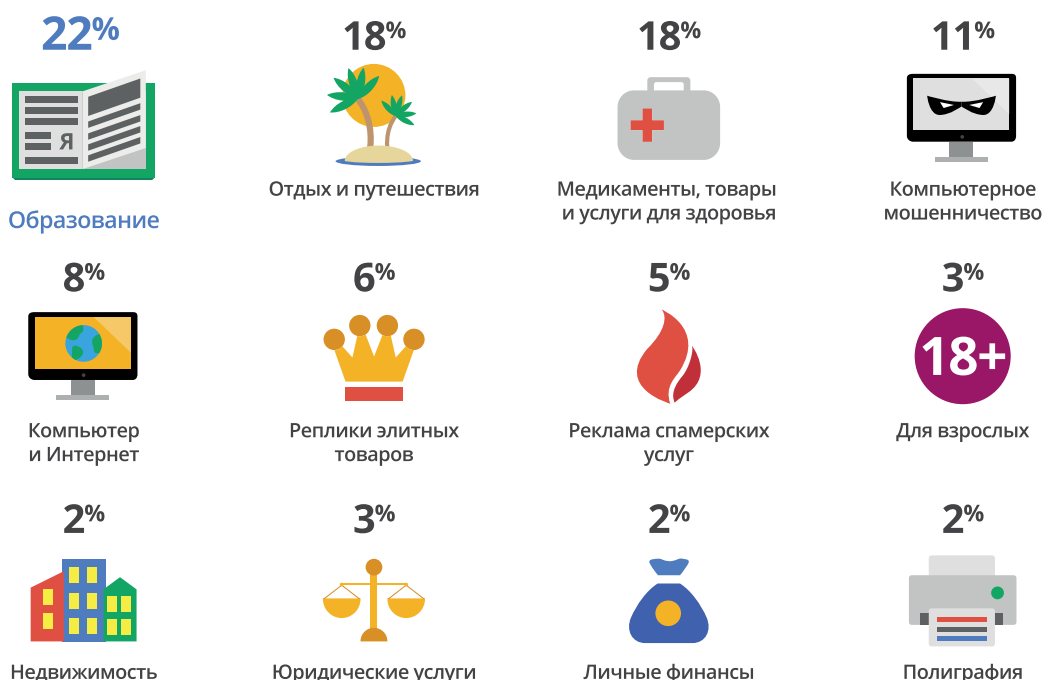 22%
Образование
18%
Отдых и путешествия
18%
Медикаменты, товары
и услуги для здоровья
11%
Компьютерное
мошенничество
8%
Компьютер
и Интернет
6%
Реплики элитных
товаров
5%
Реклама спамерских
услуг
3%
18+
Для взрослых
2%
Недвижимость
3%
Юридические услуги
2%
Личные финансы
2%
Полиграфия
Я